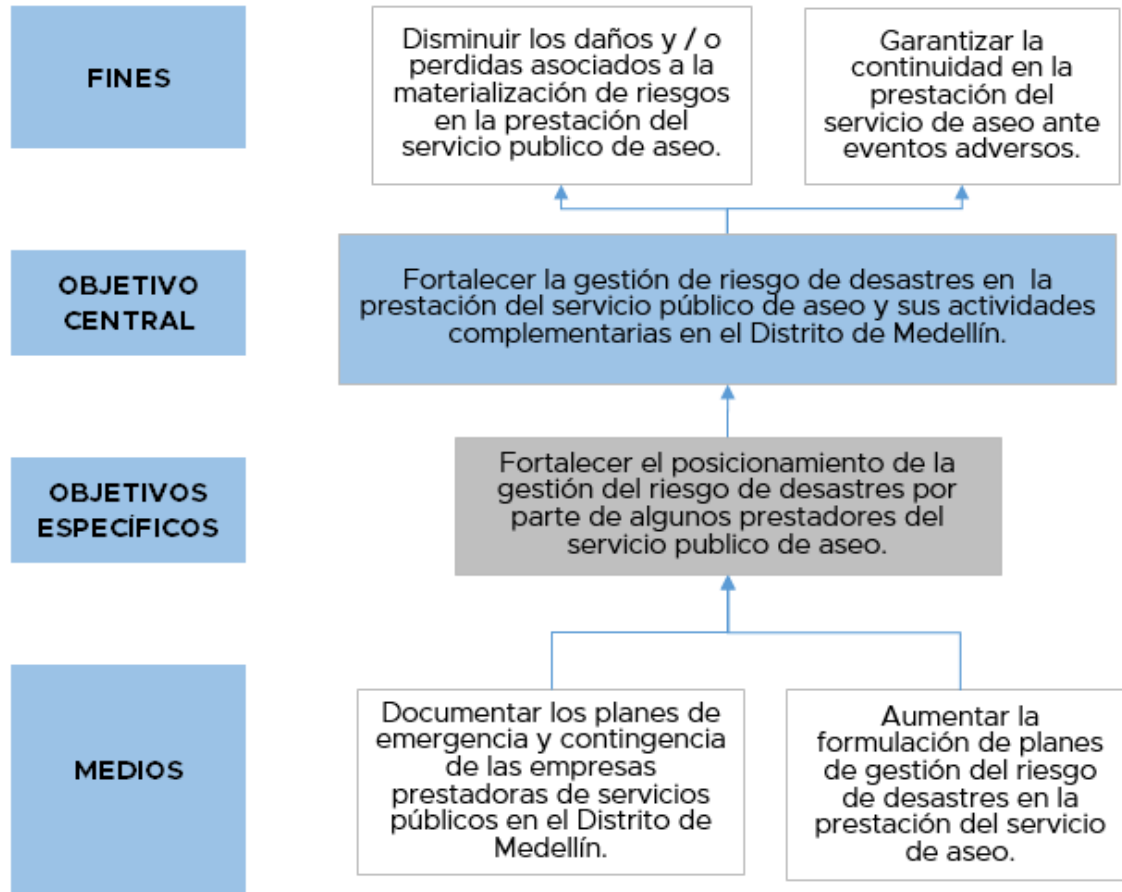 FINES
Disminuir los daños y / o
perdidas asociados a la
materialización de riesgos
en la prestación del
servicio publico de aseo.
Garantizar la
continuidad en la
prestación del
servicio de aseo ante
eventos adversos.
OBJETIVO
CENTRAL
Fortalecer la gestión de riesgo de desastres en la
prestación del servicio público de aseo y sus actividades
complementarias en el Distrito de Medellín.
OBJETIVOS
ESPECÍFICOS
Fortalecer el posicionamiento de la
gestión del riesgo de desastres por
parte de algunos prestadores del
servicio publico de aseo.
MEDIOS
Documentar los planes de
emergencia y contingencia
de las empresas
prestadoras de servicios
públicos en el Distrito de
Medellín.
Aumentar la
formulación de planes
de gestión del riesgo
de desastres en la
prestación del servicio
de aseo.